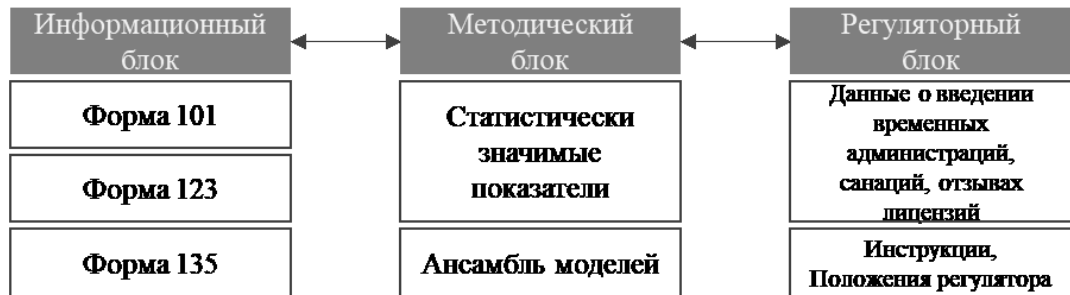 Информационный
блок
Методический
блок
Регуляторный
блок
Форма 101
Форма 123
Форма 135
Статистически
значимые
показатели
Ансамбль моделей
Данные о введении
временных
администраций,
санаций, отзывах
лицензий
Инструкции,
Положения регулятора